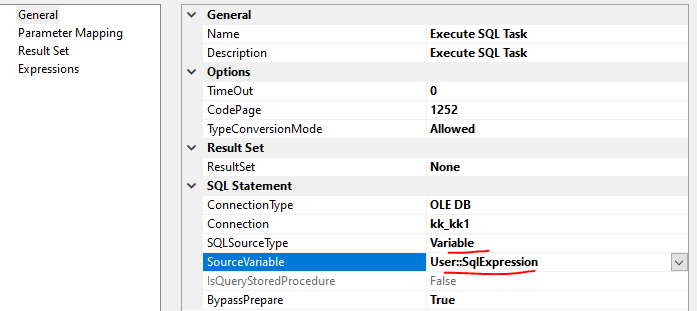 General
Parameter Mapping
Result Set
Expressions
General
Name Execute SQL Task
Description Execute SQL Task
Options
TimeOut 0
CodePage 1252
TypeConversionMode Allowed
Result Set
ResultSet None
SQL Statement
ConnectionType OLE DB
Connection kk_kk1
SQLSourceType Variable
SourceVariable User::SqlExpression
IsQueryStoredProcedure False
BypassPrepare True